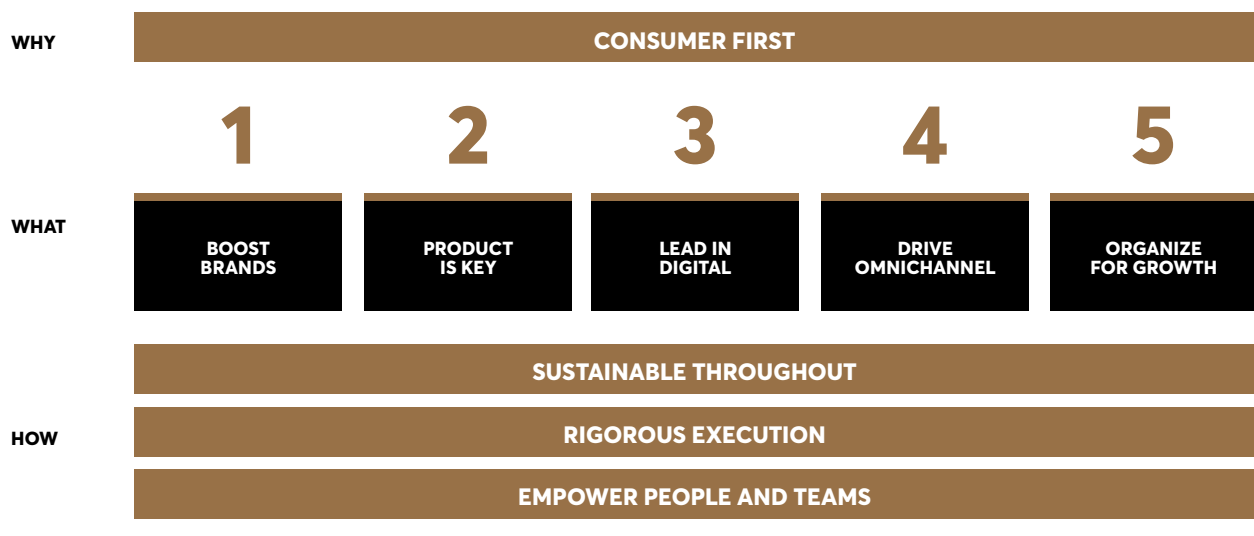 WHY
CONSUMER FIRST
1
2
3
4
5
WHAT
BOOST
BRANDS
PRODUCT
IS KEY
LEAD IN
DIGITAL
DRIVE
OMNICHANNEL
ORGANIZE
FOR GROWTH
HOW
SUSTAINABLE THROUGHOUT
RIGOROUS EXECUTION
EMPOWER PEOPLE AND TEAMS